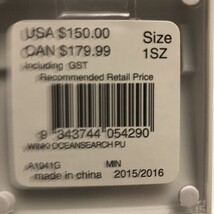 USA $150.00
CAN $179.99
Including GST
Size
1SZ
Recommended Retail Price
9 343744 054290
WINKI OCEANSEARCH PU
A1941G MIN
made in china 2015/2016